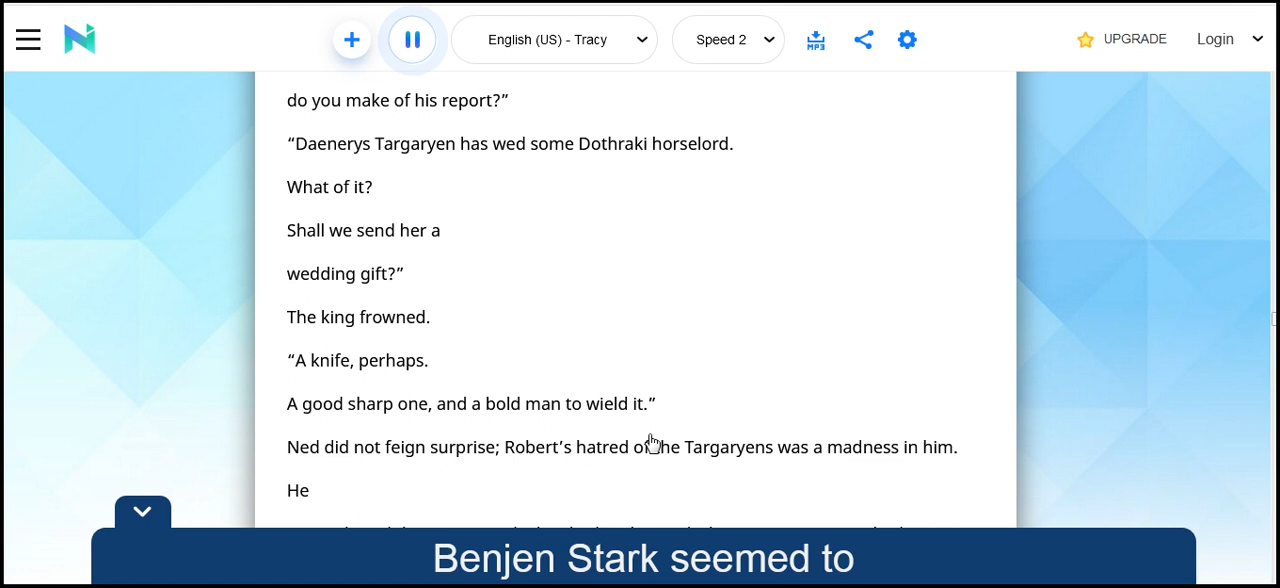 English (US) - Tracy
Speed 2
MP3
UPGRADE
Login
do you make of his report?”
“Daenerys Targaryen has wed some Dothraki horselord.
What of it?
Shall we send her a
wedding gift?”
The king frowned.
“A knife, perhaps.
A good sharp one, and a bold man to wield it.”
Ned did not feign surprise; Robert’s hatred of the Targaryens was a madness in him.
He
Benjen Stark seemed to